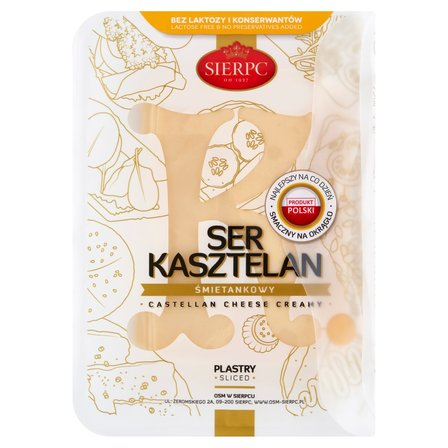 BEZ LAKTOZY I KONSERWANTÓW
LACTOSE FREE & NO PRESERVATIVES ADDED
SIERPC
OD 1927
NAJLEPSZY NA CO DZIEŃ
PRODUKT
POLSKI
SMACZNY NA OKRĄGŁO
SER
KASZTELAN
ŚMIETANKOWY
CASTELLAN CHEESE CREAMY
PLASTRY
- SLICED -
OSM W SIERPCU
UL. ŻEROMSKIEGO 2A, 09-200 SIERPC, WWW.OSM-SIERPC.PL